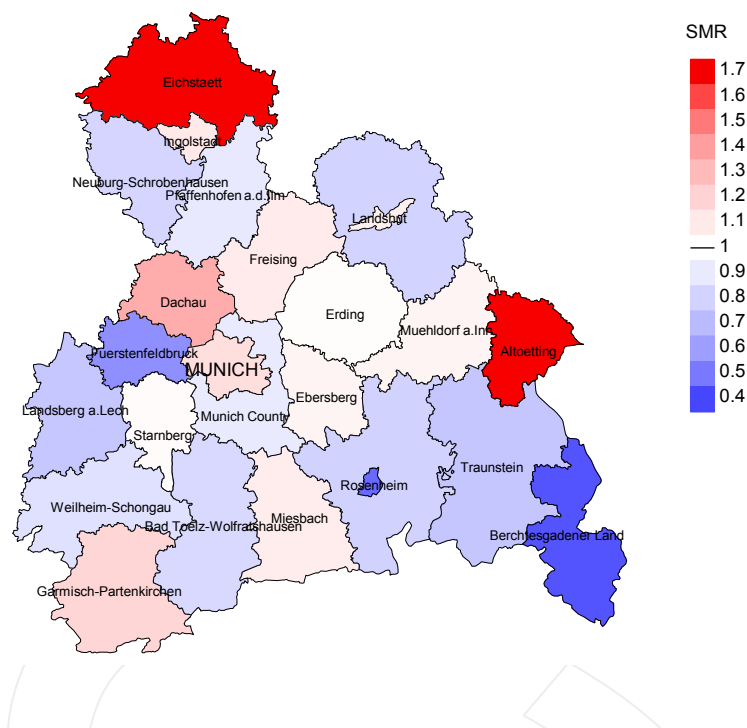 SMR
1.7
1.6
1.5
1.4
1.3
1.2
1.1
1
0.9
0.8
0.7
0.6
0.5
0.4
Eichstaett
Ingolstadt
Neuburg-Schrobenhausen
Pfaffenhofen a.d.Ilm
Landshut
Freising
Dachau
Erding
Muehldorf a.Inn
Altoetting
Fuerstenfeldbruck
MUNICH
Ebersberg
Landsberg a.Lech
Munich County
Starnberg
Traunstein
Rosenheim
Weilheim-Schongau
Miesbach
Bad Toelz-Wolfratshausen
Berchtesgadener Land
Garmisch-Partenkirchen